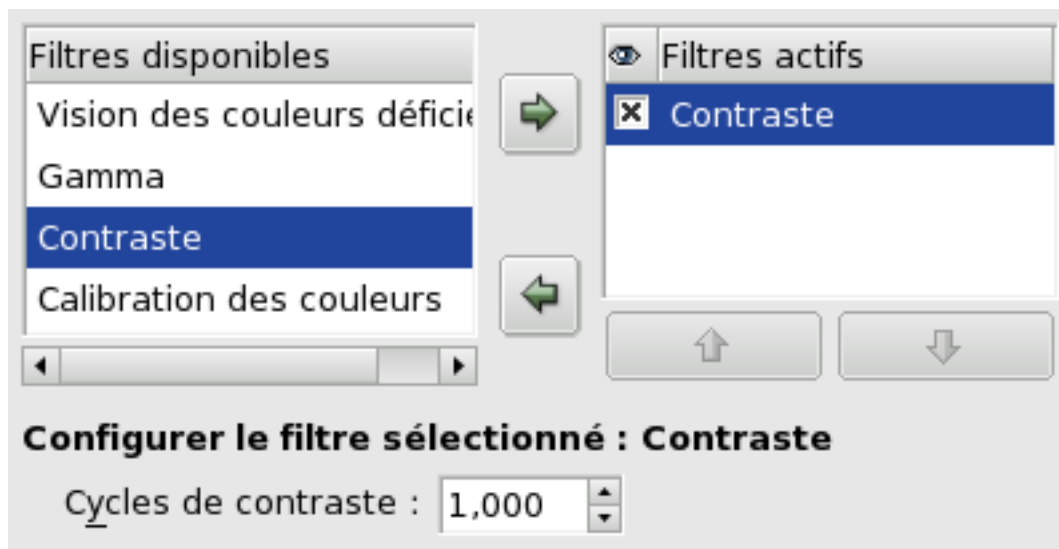 Filtres disponibles
Vision des couleurs défici
Gamma
Contraste
Calibration des couleurs
Filtres actifs
Contraste
Configurer le filtre sélectionné : Contraste
Cycles de contraste : 1,000